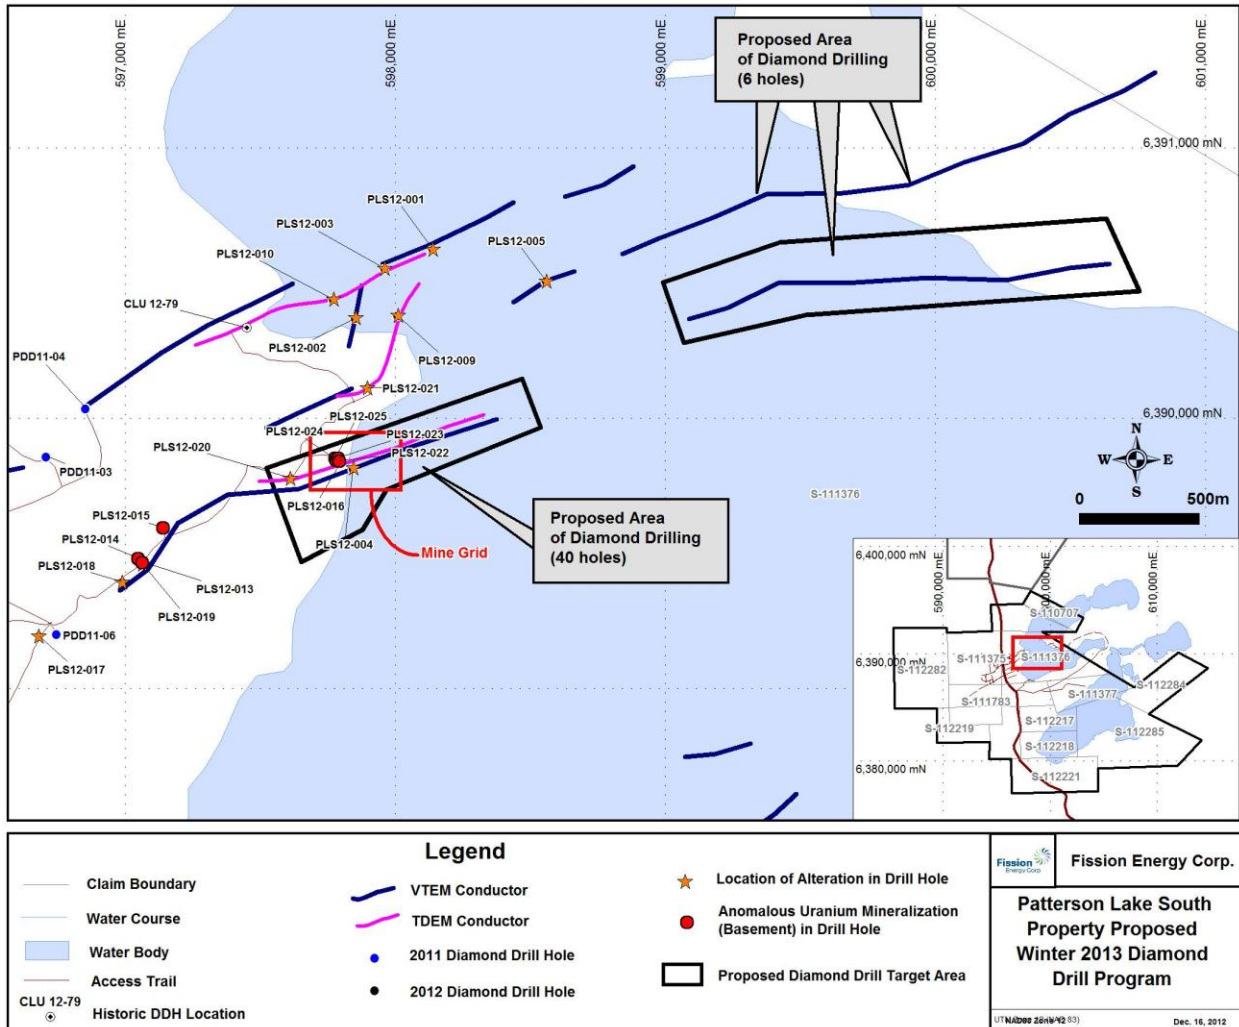 597,000 mE
598,000 mE
599,000 mE
600,000 mE
601,000 mE
Proposed Area
of Diamond Drilling
(6 holes)
6,391,000 mN
PLS12-001
PLS12-003
PLS12-005
PLS12-010
CLU 12-79
PLS12-002
PLS12-009
PDD11-04
PLS12-021
PLS12-025
PLS12-024
PLS12-023
6,390,000 mN
PLS12-020
PLS12-022
PDD11-03
N
W
E
S
S-111376
0
500m
PLS12-016
PLS12-015
Proposed Area
of Diamond Drilling
(40 holes)
PLS12-014
PLS12-004
Mine Grid
PLS12-018
PLS12-013
PLS12-019
PDD11-06
PLS12-017
6,400,000 mN
590,000 mE
610,000 mE
S-110707
6,390,000 mN
S-111375
S-111376
S-112282
S-112284
S-111377
S-111783
S-112217
S-112219
S-112285
S-112218
6,380,000 mN
S-112221
Legend
Claim Boundary
Water Course
Water Body
Access Trail
CLU 12-79
Historic DDH Location
VTEM Conductor
TDEM Conductor
2011 Diamond Drill Hole
2012 Diamond Drill Hole
Location of Alteration in Drill Hole
Anomalous Uranium Mineralization
(Basement) in Drill Hole
Proposed Diamond Drill Target Area
Fission
Energy Corp
Fission Energy Corp.
Patterson Lake South
Property Proposed
Winter 2013 Diamond
Drill Program
Dec. 16, 2012